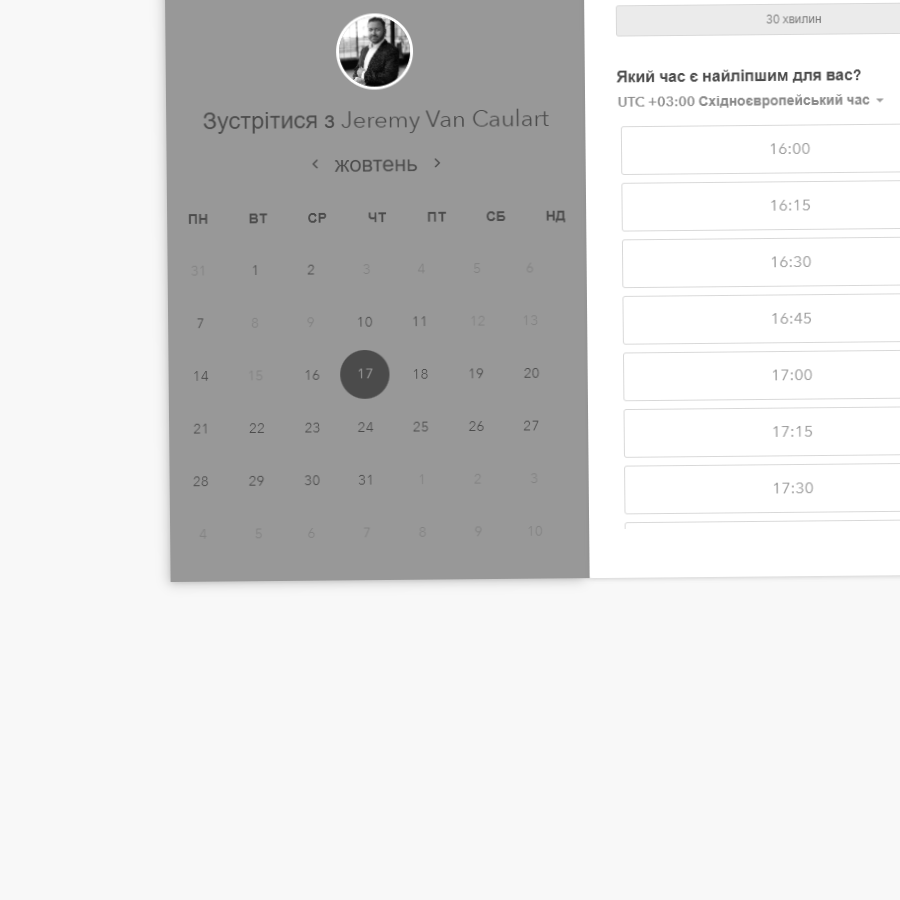 Зустрітися з Jeremy Van Caulart
жовтень
ПН ВТ СР ЧТ ПТ СБ НД
31 1 2 3 4 5 6
7 8 9 10 11 12 13
14 15 16 17 18 19 20
21 22 23 24 25 26 27
28 29 30 31 1 2 3
4 5 6 7 8 9 10
30 хвилин
Який час є найліпшим для вас?
UTC +03:00 Східноєвропейський час
16:00
16:15
16:30
16:45
17:00
17:15
17:30